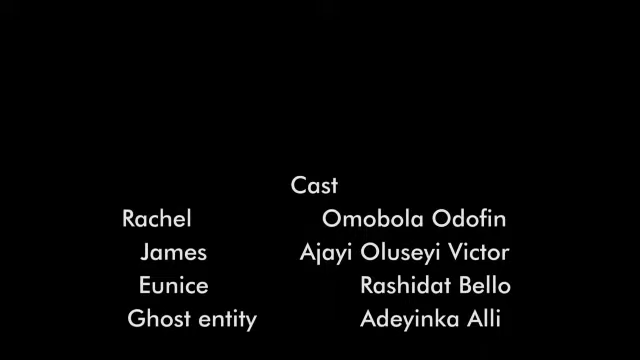 Cast
Rachel Omobola Odofin
James Ajayi Oluseyi Victor
Eunice Rashidat Bello
Ghost entity Adeyinka Alli